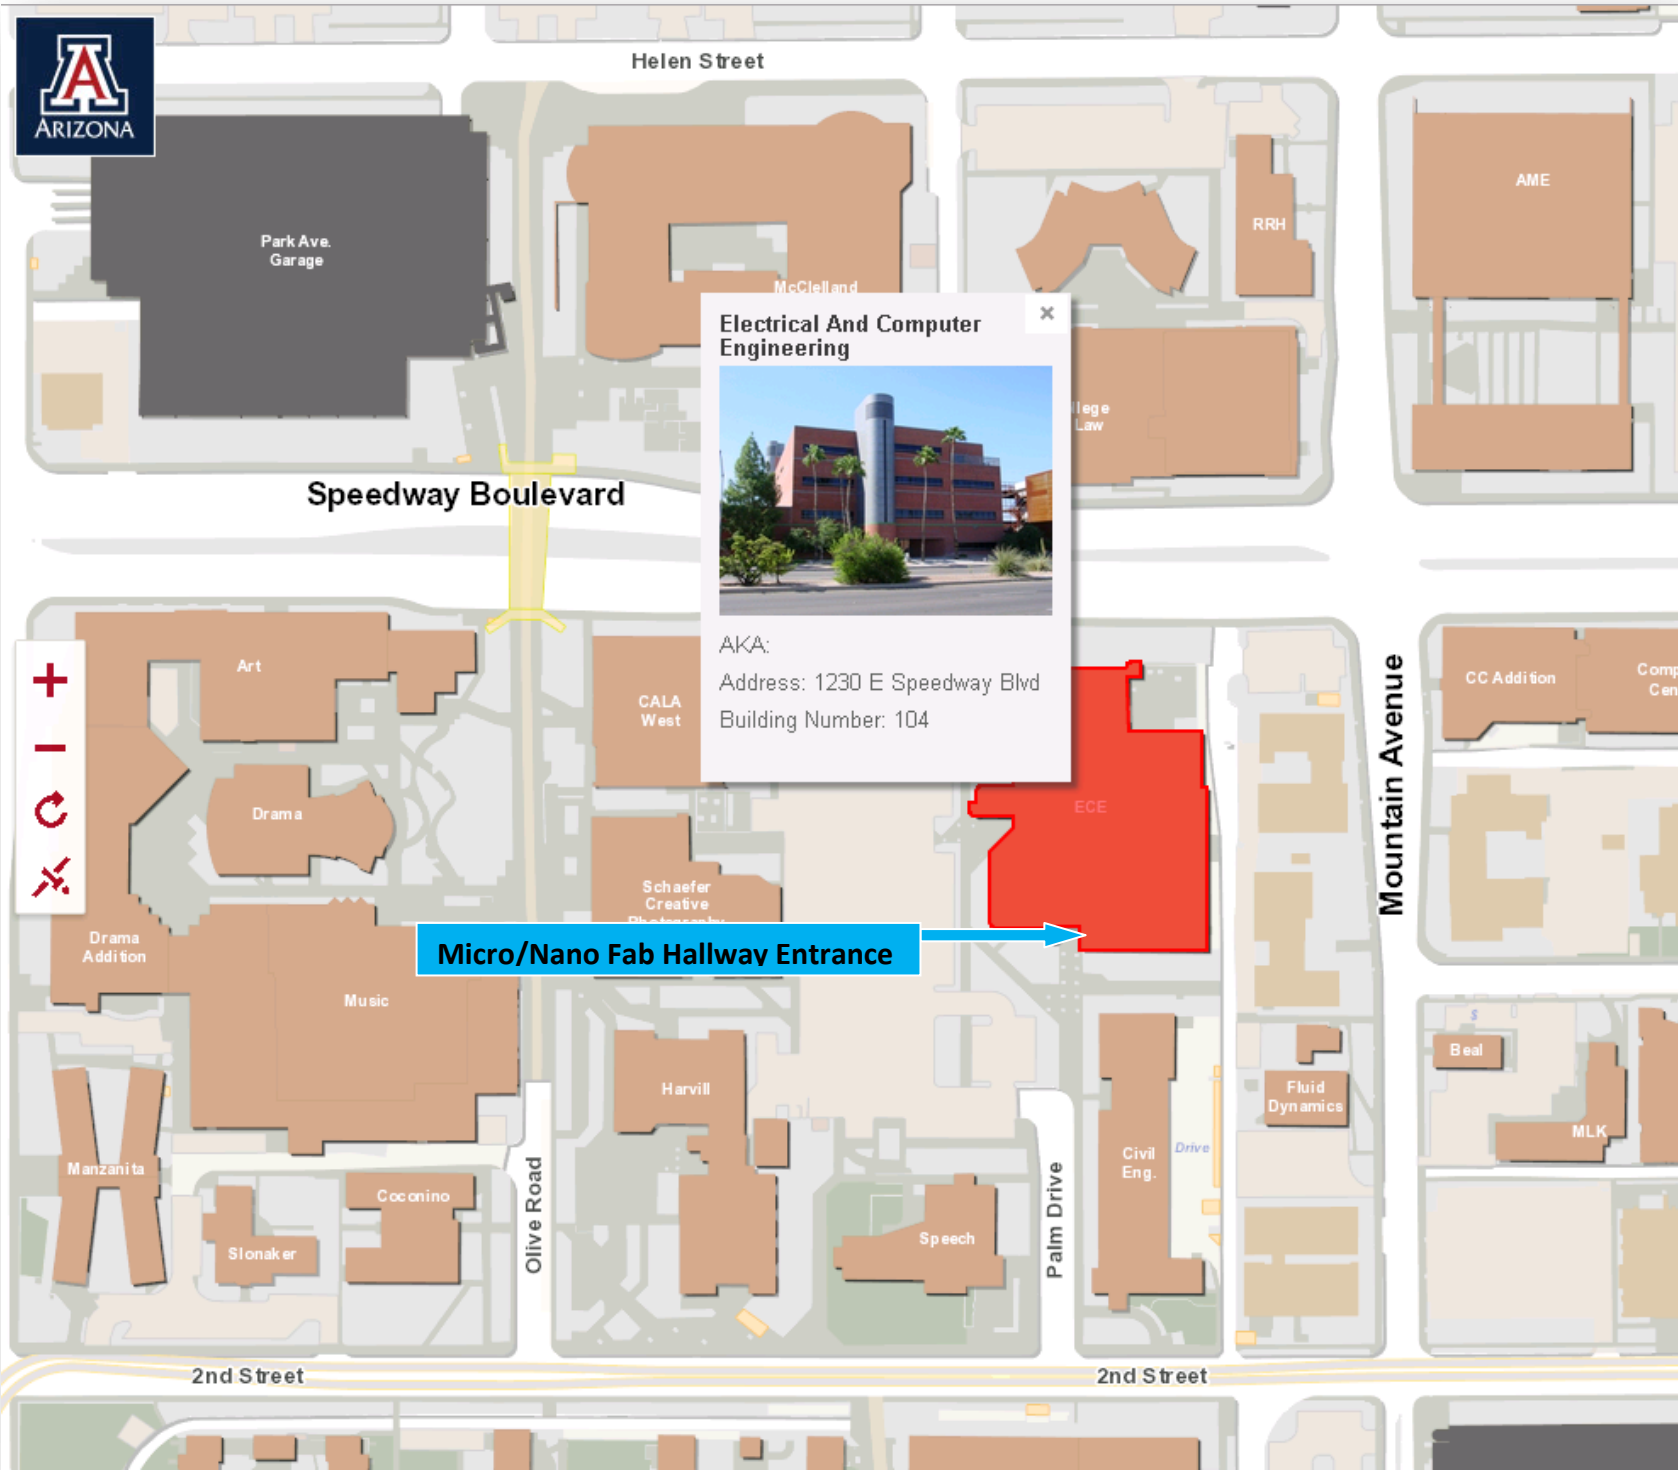 Helen Street
ARIZONA
Park Ave.
Garage
McClelland
RRH
AME
Electrical And Computer
Engineering
llege
Law
Speedway Boulevard
AKA:
Address: 1230 E Speedway Blvd
Building Number: 104
Art
CALA
West
CC Addition
Comp
Cen
Mountain Avenue
Drama
ECE
Schaefer
Creative
Photography
Micro/Nano Fab Hallway Entrance
Drama
Addition
Music
Harvill
$
Beal
Fluid
Dynamics
MLK
Civil
Eng.
Drive
Manzanita
Coconino
Slonaker
Olive Road
Speech
Palm Drive
2nd Street
2nd Street